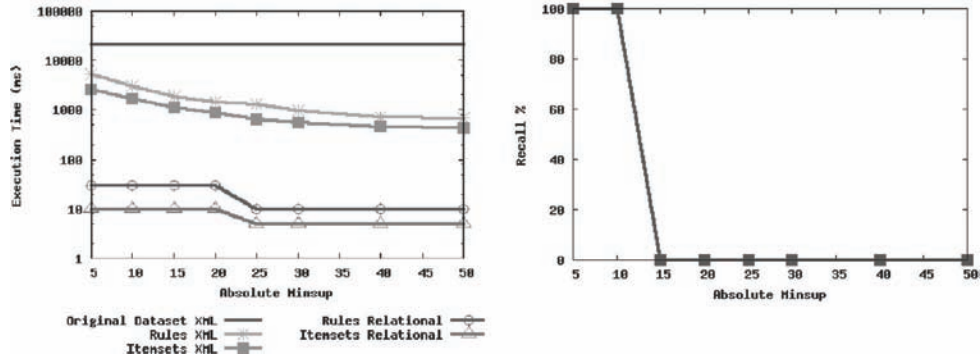 100000
10000
1000
100
10
1
Execution Time (ms)
5 10 15 20 25 30 35 40 45 50
Absolute Minsup
Original Dataset XML
Rules XML
Itemsets XML
Rules Relational
Itemsets Relational
100
80
60
40
20
0
Recall %
5 10 15 20 25 30 35 40 45 50
Absolute Minsup